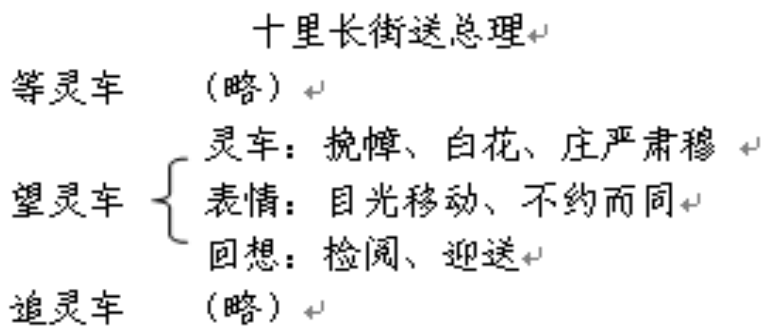 十里长街送总理
等灵车 （略）
灵车：挽幛、白花、庄严肃穆
望灵车 表情：目光移动、不约而同
回想：检阅、迎送
追灵车 （略）